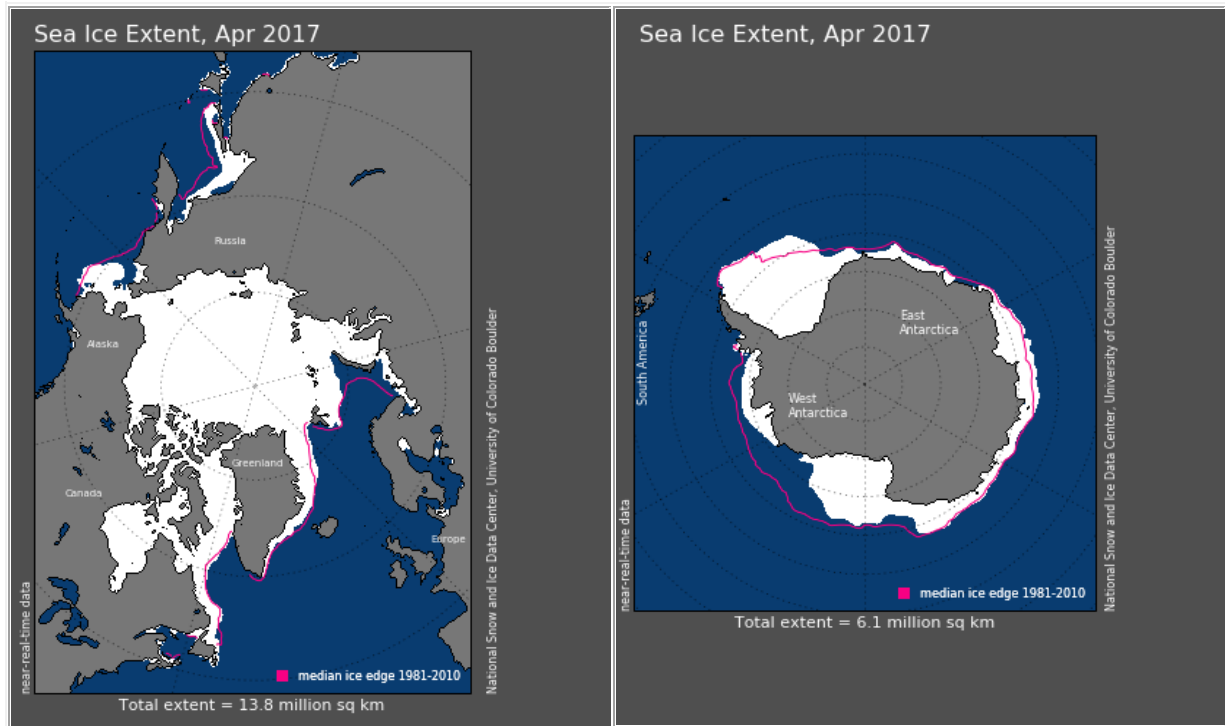 Sea Ice Extent, Apr 2017
Russia
Alaska
Greenland
Canada
Europe
near-real-time data
National Snow and Ice Data Center, University of Colorado Boulder
median ice edge 1981-2010
Total extent = 13.8 million sq km
Sea Ice Extent, Apr 2017
South America
East
Antarctica
West
Antarctica
near-real-time data
National Snow and Ice Data Center, University of Colorado Boulder
median ice edge 1981-2010
Total extent = 6.1 million sq km